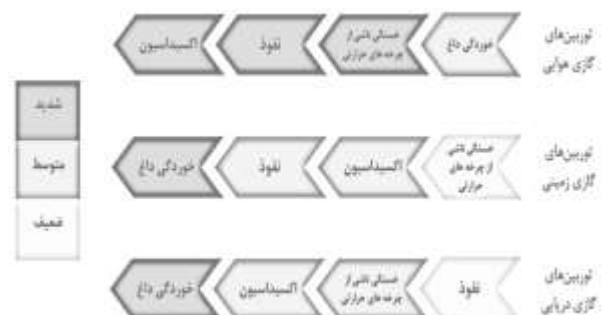 توربین‌های
گازی هوایی
خوردگی داغ
خستگی ناشی از
چرخه های حرارتی
نفوذ
اکسیداسیون
توربین‌های
گازی زمینی
خستگی ناشی
از چرخه های
حرارتی
اکسیداسیون
نفوذ
خوردگی داغ
توربین‌های
گازی دریایی
نفوذ
خستگی ناشی از
چرخه های حرارتی
اکسیداسیون
خوردگی داغ
شدید
متوسط
ضعیف